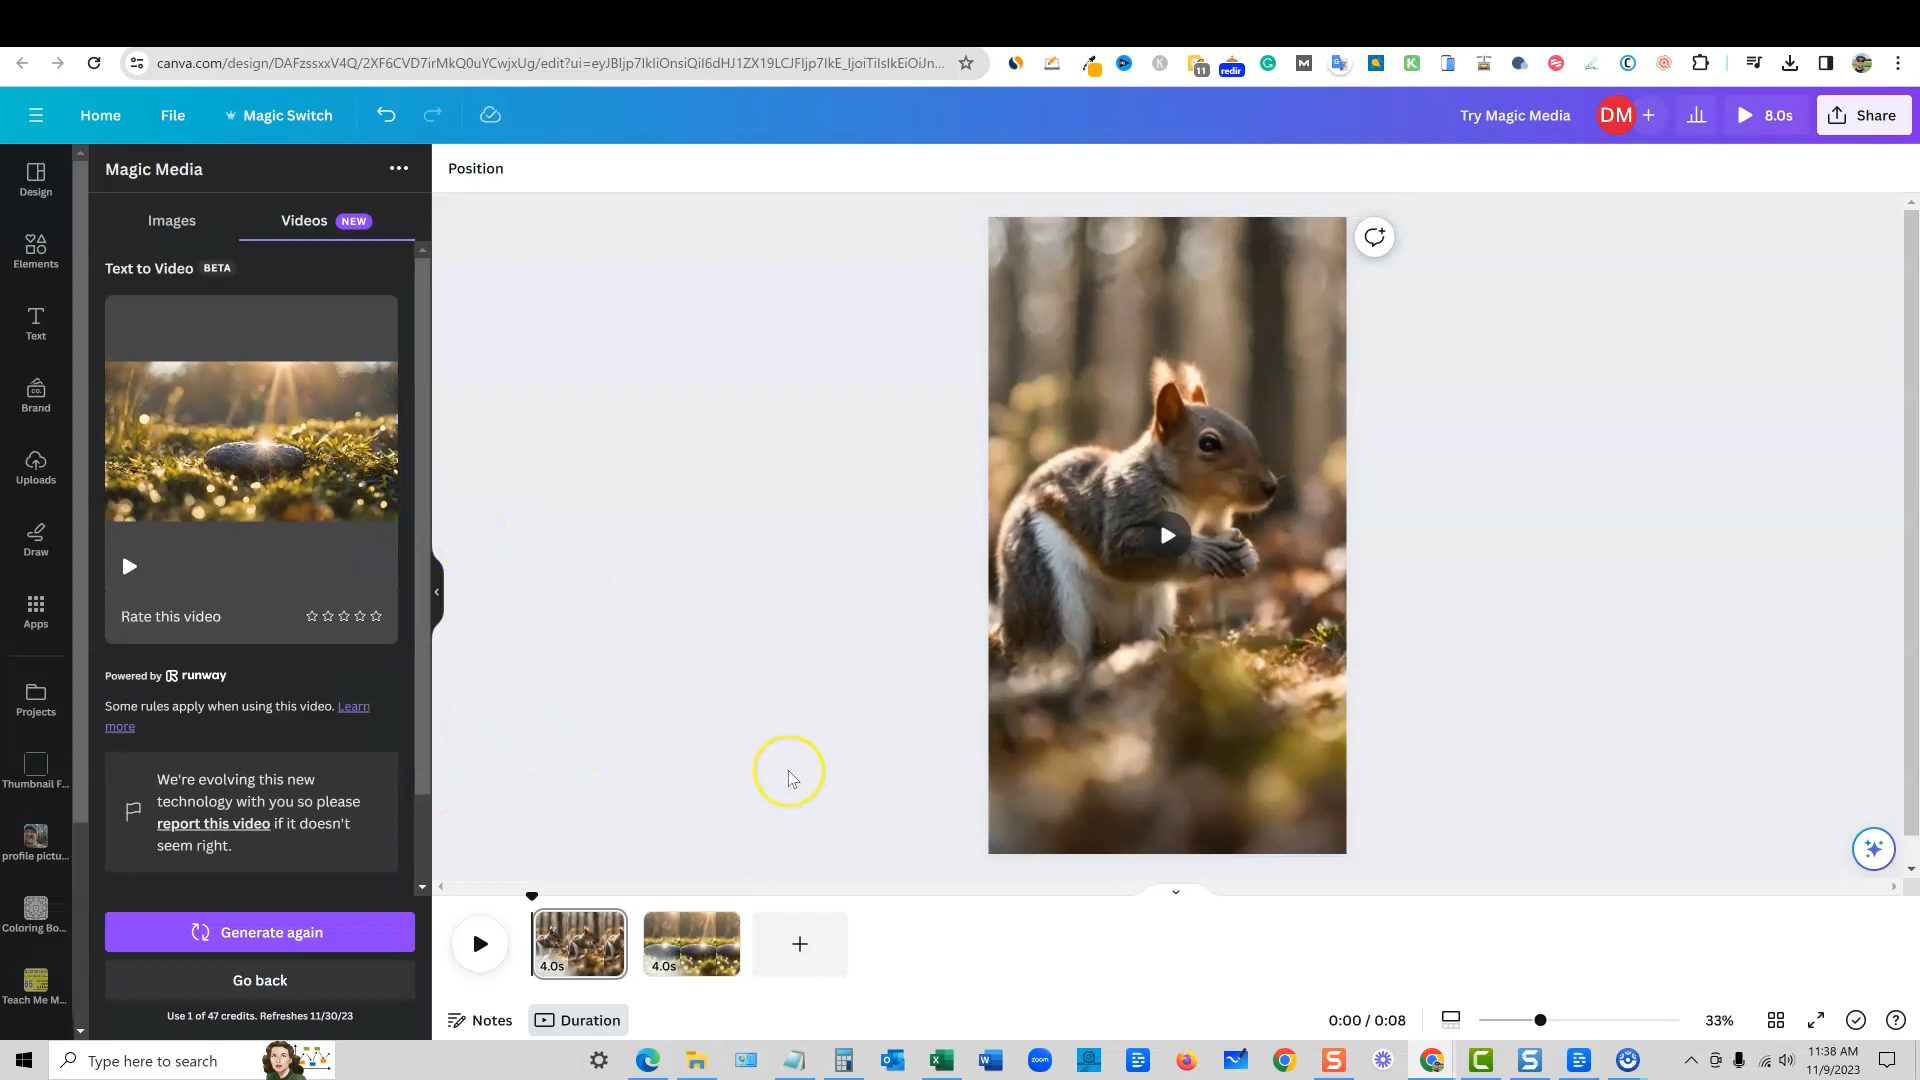 canva.com/design/DAFzssxxV4Q/2XF6CVD7irMkQ0uYCwjxUg/edit?ui=eyJBIjp7IkIiOnsiQiI6dHJ1ZX19LCJFIjp7IkE_IjoiTiIsIkEiOiJn...
11
redir
Home
File
Magic Switch
Try Magic Media
DM
8.0s
Share
Design
Elements
Text
Brand
Uploads
Draw
Apps
Projects
Thumbnail F...
profile pictu...
Coloring Bo...
Teach Me M...
Magic Media
Images
Videos NEW
Text to Video BETA
Rate this video
Powered by runway
Some rules apply when using this video. Learn
more
We're evolving this new
technology with you so please
report this video if it doesn't
seem right.
Generate again
Go back
Use 1 of 47 credits. Refreshes 11/30/23
Position
4.0s
4.0s
Notes
Duration
0:00 / 0:08
33%
Type here to search
zoom
11:38 AM
11/9/2023